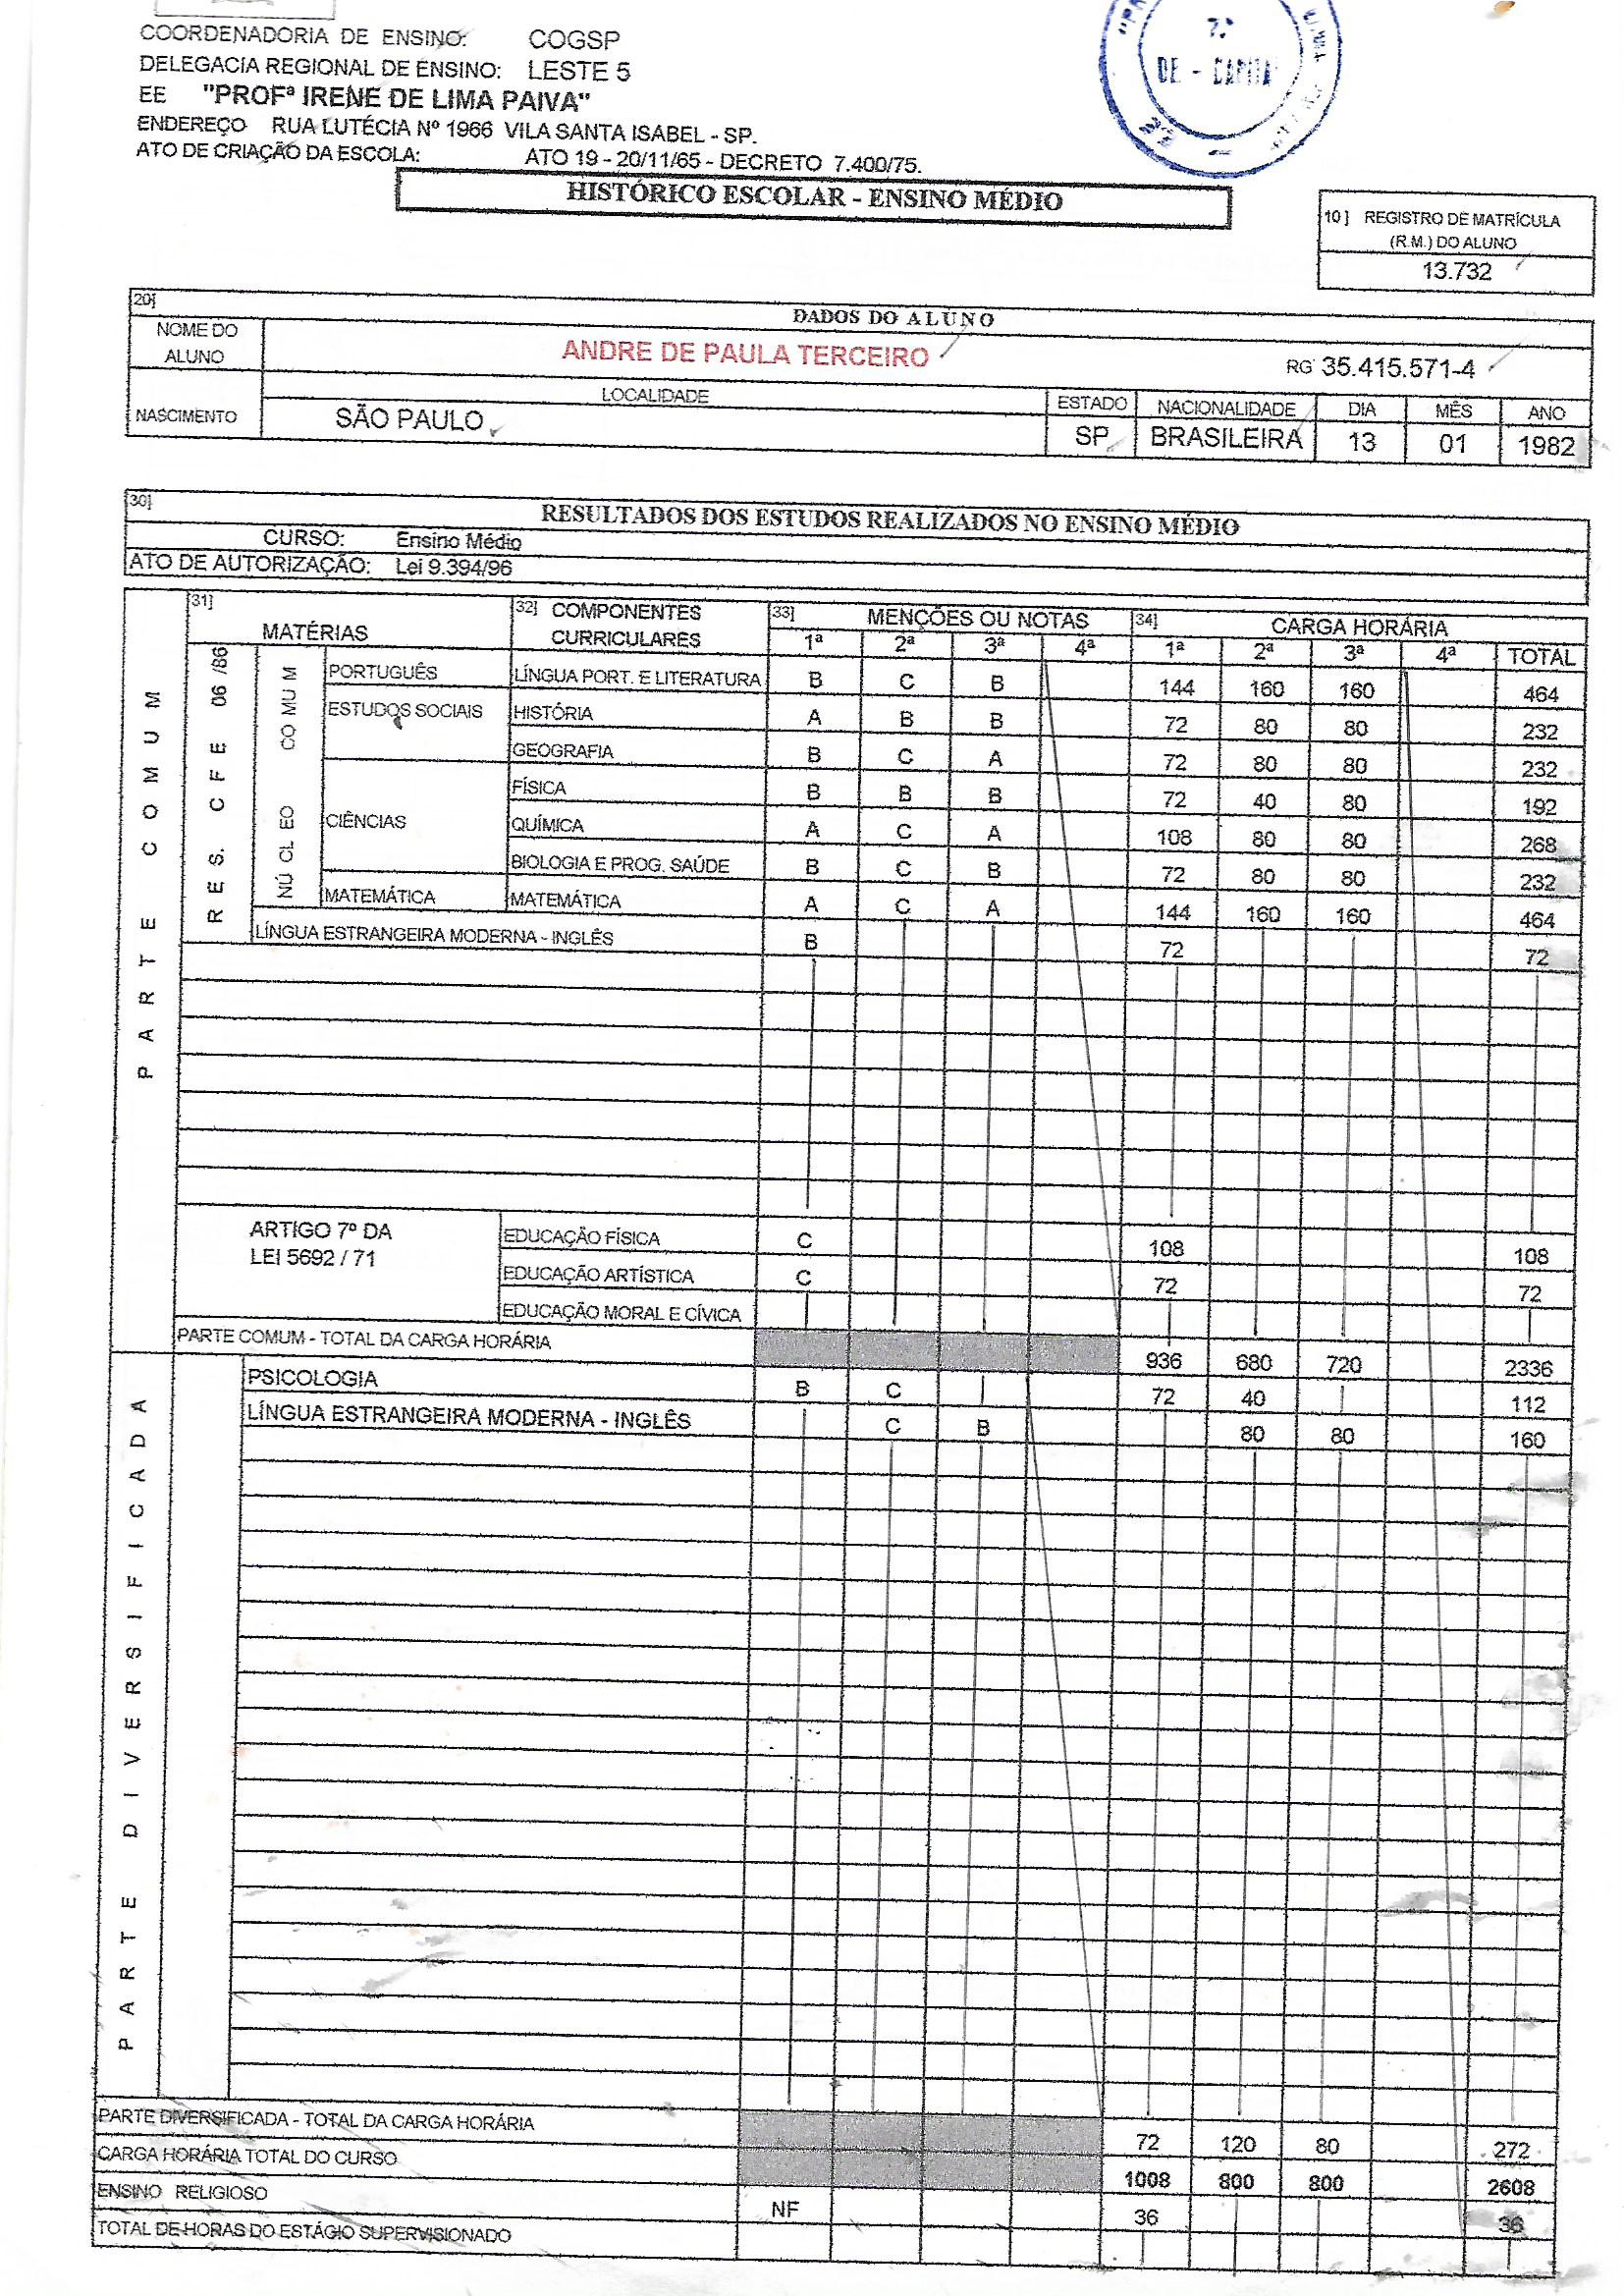 COORDENADORIA DE ENSINO: COGSP
DELEGACIA REGIONAL DE ENSINO: LESTE 5
EE "PROFª IRENE DE LIMA PAIVA"
ENDEREÇO RUA LUTÉCIA Nº 1966 VILA SANTA ISABEL - SP.
ATO DE CRIAÇÃO DA ESCOLA: ATO 19 - 20/11/65 - DECRETO 7.400/75.
DE - CAPITAL
HISTÓRICO ESCOLAR - ENSINO MÉDIO
10] REGISTRO DE MATRÍCULA
(R.M.) DO ALUNO
13.732
20] DADOS DO ALUNO
NOME DO ALUNO ANDRE DE PAULA TERCEIRO RG 35.415.571-4
LOCALIDADE ESTADO NACIONALIDADE DIA MÊS ANO
NASCIMENTO SÃO PAULO SP BRASILEIRA 13 01 1982
30] RESULTADOS DOS ESTUDOS REALIZADOS NO ENSINO MÉDIO
CURSO: Ensino Médio
ATO DE AUTORIZAÇÃO: Lei 9.394/96
31] MATÉRIAS 32] COMPONENTES CURRICULARES 33] MENÇÕES OU NOTAS 34] CARGA HORÁRIA
1ª 2ª 3ª 4ª 1ª 2ª 3ª 4ª TOTAL
PARTE COMUM
RES. CFE 06 /86
NÚ CL EO CO MU M
PORTUGUÊS LÍNGUA PORT. E LITERATURA B C B 144 160 160 464
ESTUDOS SOCIAIS HISTÓRIA A B B 72 80 80 232
GEOGRAFIA B C A 72 80 80 232
FÍSICA B B B 72 40 80 192
CIÊNCIAS QUÍMICA A C A 108 80 80 268
BIOLOGIA E PROG. SAÚDE B C B 72 80 80 232
MATEMÁTICA MATEMÁTICA A C A 144 160 160 464
LÍNGUA ESTRANGEIRA MODERNA - INGLÊS B 72 72
ARTIGO 7º DA
LEI 5692 / 71
EDUCAÇÃO FÍSICA C 108 108
EDUCAÇÃO ARTÍSTICA C 72 72
EDUCAÇÃO MORAL E CÍVICA
PARTE COMUM - TOTAL DA CARGA HORÁRIA 936 680 720 2336
PARTE DIVERSIFICADA
PSICOLOGIA B C 72 40 112
LÍNGUA ESTRANGEIRA MODERNA - INGLÊS C B 80 80 160
PARTE DIVERSIFICADA - TOTAL DA CARGA HORÁRIA 72 120 80 272
CARGA HORÁRIA TOTAL DO CURSO 1008 800 800 2608
ENSINO RELIGIOSO NF 36 36
TOTAL DE HORAS DO ESTÁGIO SUPERVISIONADO